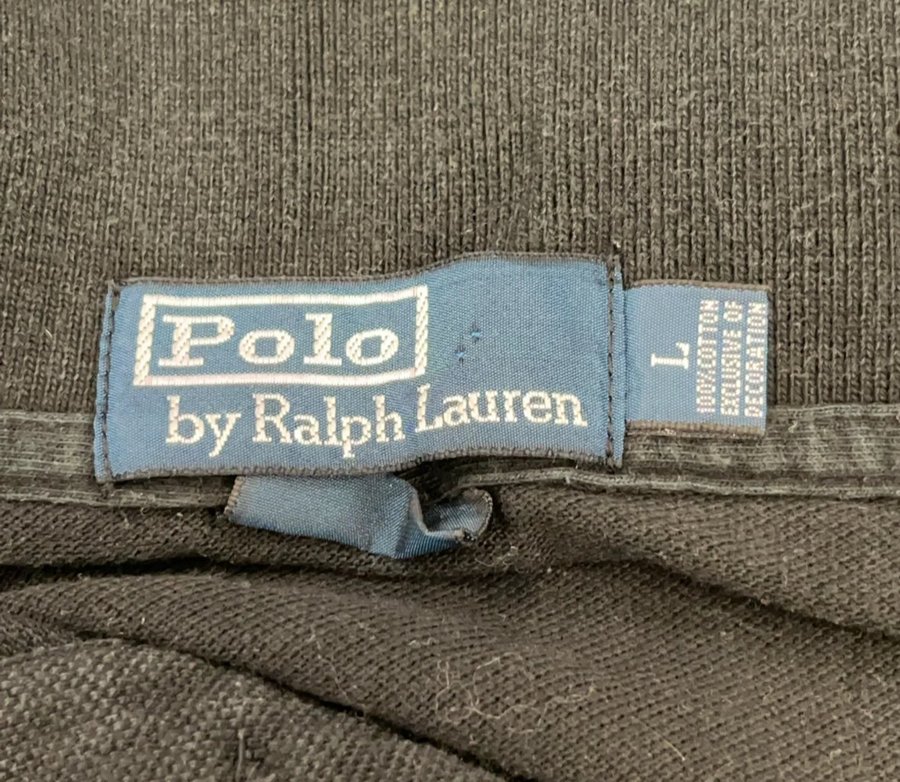 Polo
by Ralph Lauren
L
100%COTTON
EXCLUSIVE OF
DECORATION